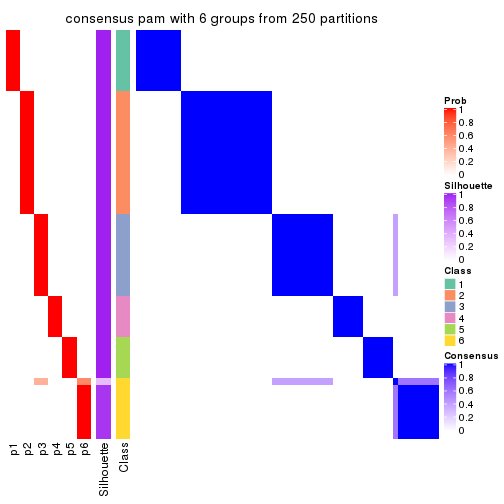 consensus pam with 6 groups from 250 partitions
Prob
1
0.8
0.6
0.4
0.2
0
Silhouette
1
0.8
0.6
0.4
0.2
0
Class
1
2
3
4
5
6
Consensus
1
0.8
0.6
0.4
0.2
0
p1
p2
p3
p4
p5
p6
Silhouette
Class